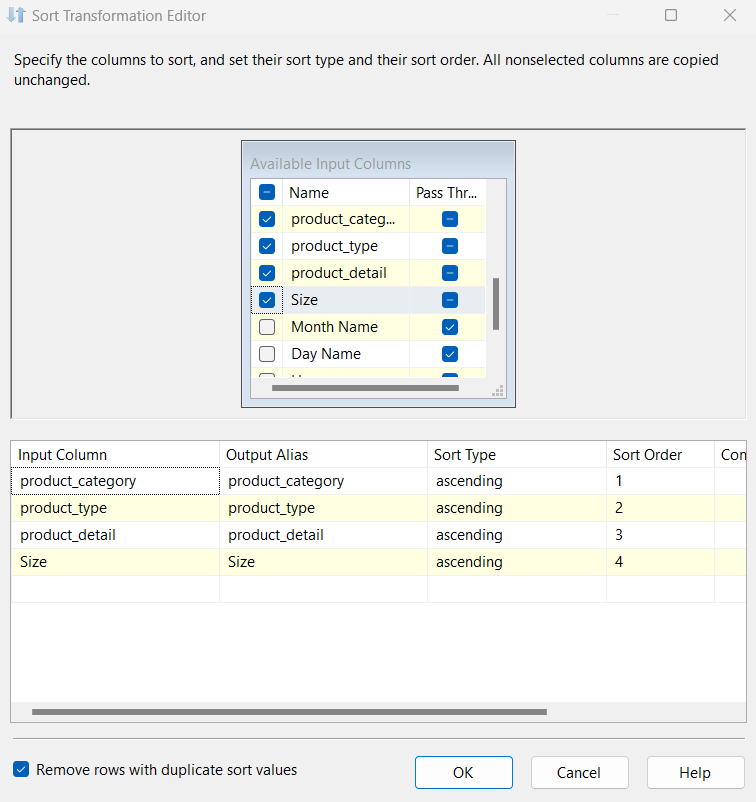 Sort Transformation Editor
Specify the columns to sort, and set their sort type and their sort order. All nonselected columns are copied
unchanged.
Available Input Columns
Name Pass Thr...
product_categ...
product_type
product_detail
Size
Month Name
Day Name
Input Column Output Alias Sort Type Sort Order Con
product_category product_category ascending 1
product_type product_type ascending 2
product_detail product_detail ascending 3
Size Size ascending 4
Remove rows with duplicate sort values
OK Cancel Help